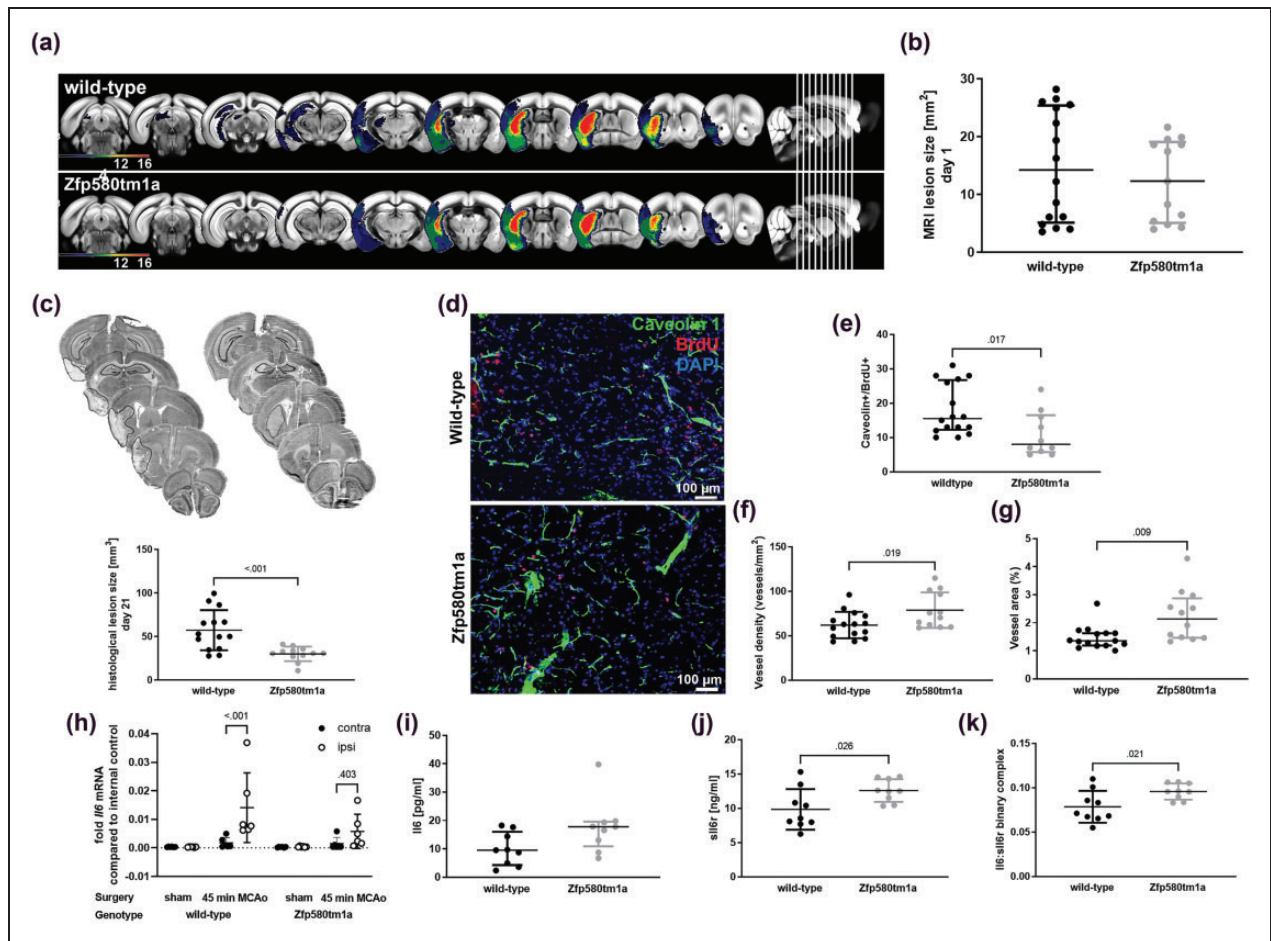 (a)
wild-type
12 16
4
Zfp580tm1a
12 16
(b)
MRI lesion size [mm²]
day 1
30
20
10
0
wild-type Zfp580tm1a
(c)
histological lesion size [mm³]
day 21
150
100
50
0
<.001
wild-type Zfp580tm1a
(d)
Wild-type
Caveolin 1
BrdU
DAPI
100 µm
Zfp580tm1a
100 µm
(e)
Caveolin+/BrdU+
40
30
20
10
0
.017
wildtype Zfp580tm1a
(f)
Vessel density (vessels/mm²)
150
100
50
0
.019
wild-type Zfp580tm1a
(g)
Vessel area (%)
5
4
3
2
1
0
.009
wild-type Zfp580tm1a
(h)
fold Il6 mRNA
compared to internal control
0.04
0.03
0.02
0.01
0.00
-0.01
<.001
.403
contra
ipsi
Surgery sham 45 min MCAo sham 45 min MCAo
Genotype wild-type Zfp580tm1a
(i)
Il6 [pg/ml]
50
40
30
20
10
0
wild-type Zfp580tm1a
(j)
sIl6r [ng/ml]
20
15
10
5
0
.026
wild-type Zfp580tm1a
(k)
Il6:sIl6r binary complex
0.15
0.10
0.05
0.00
.021
wild-type Zfp580tm1a